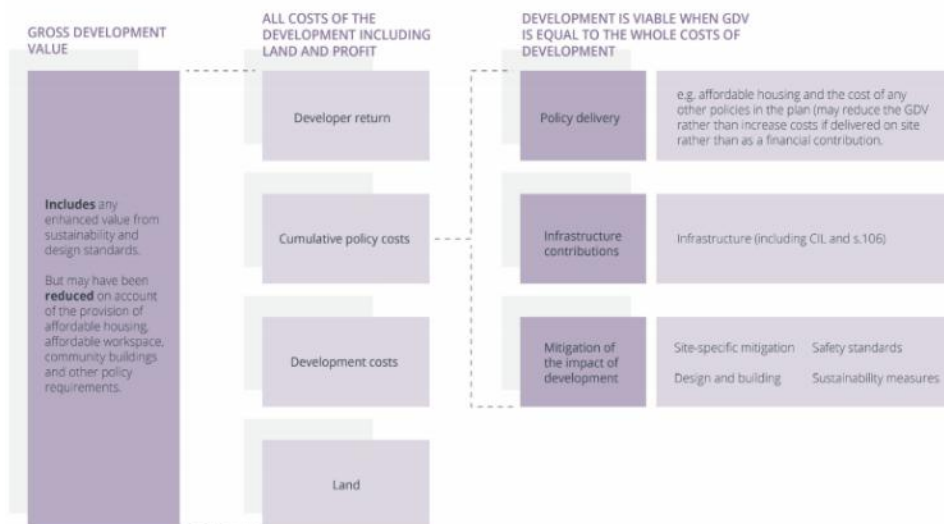 GROSS DEVELOPMENT
VALUE
Includes any
enhanced value from
sustainability and
design standards.
But may have been
reduced on account
of the provision of
affordable housing,
affordable workspace,
community buildings
and other policy
requirements.
ALL COSTS OF THE
DEVELOPMENT INCLUDING
LAND AND PROFIT
Developer return
Cumulative policy costs
Development costs
Land
DEVELOPMENT IS VIABLE WHEN GDV
IS EQUAL TO THE WHOLE COSTS OF
DEVELOPMENT
Policy delivery
e.g. affordable housing and the cost of any
other policies in the plan (may reduce the GDV
rather than increase costs if delivered on site
rather than as a financial contribution.
Infrastructure
contributions
Infrastructure (including CIL and s.106)
Mitigation of
the impact of
development
Site-specific mitigation Safety standards
Design and building Sustainability measures